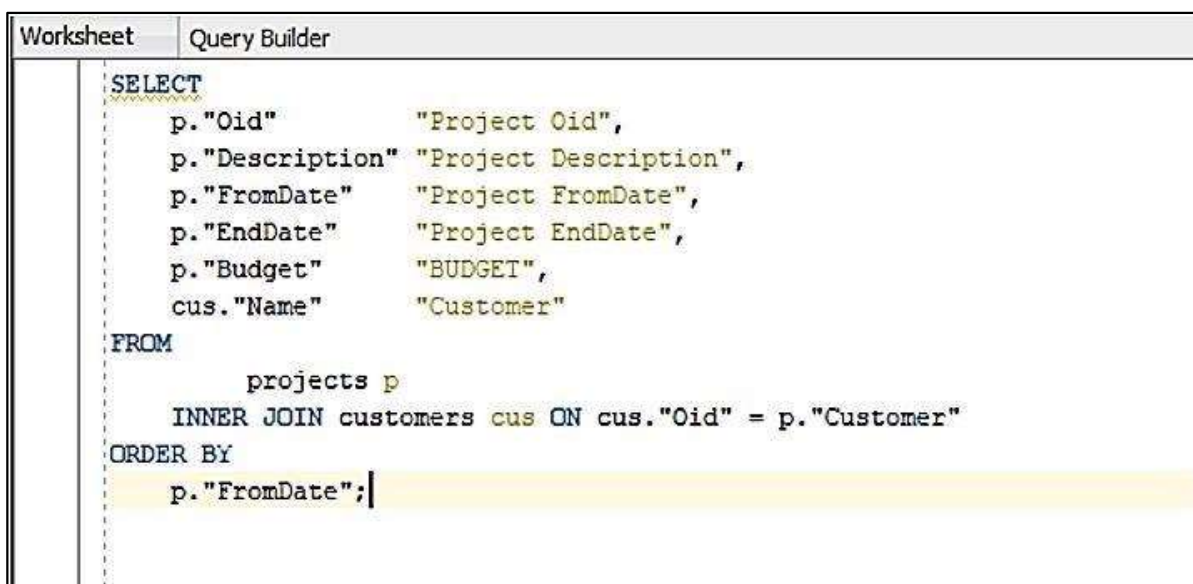 Worksheet Query Builder
SELECT
p."Oid" "Project Oid",
p."Description" "Project Description",
p."FromDate" "Project FromDate",
p."EndDate" "Project EndDate",
p."Budget" "BUDGET",
cus."Name" "Customer"
FROM
projects p
INNER JOIN customers cus ON cus."Oid" = p."Customer"
ORDER BY
p."FromDate";